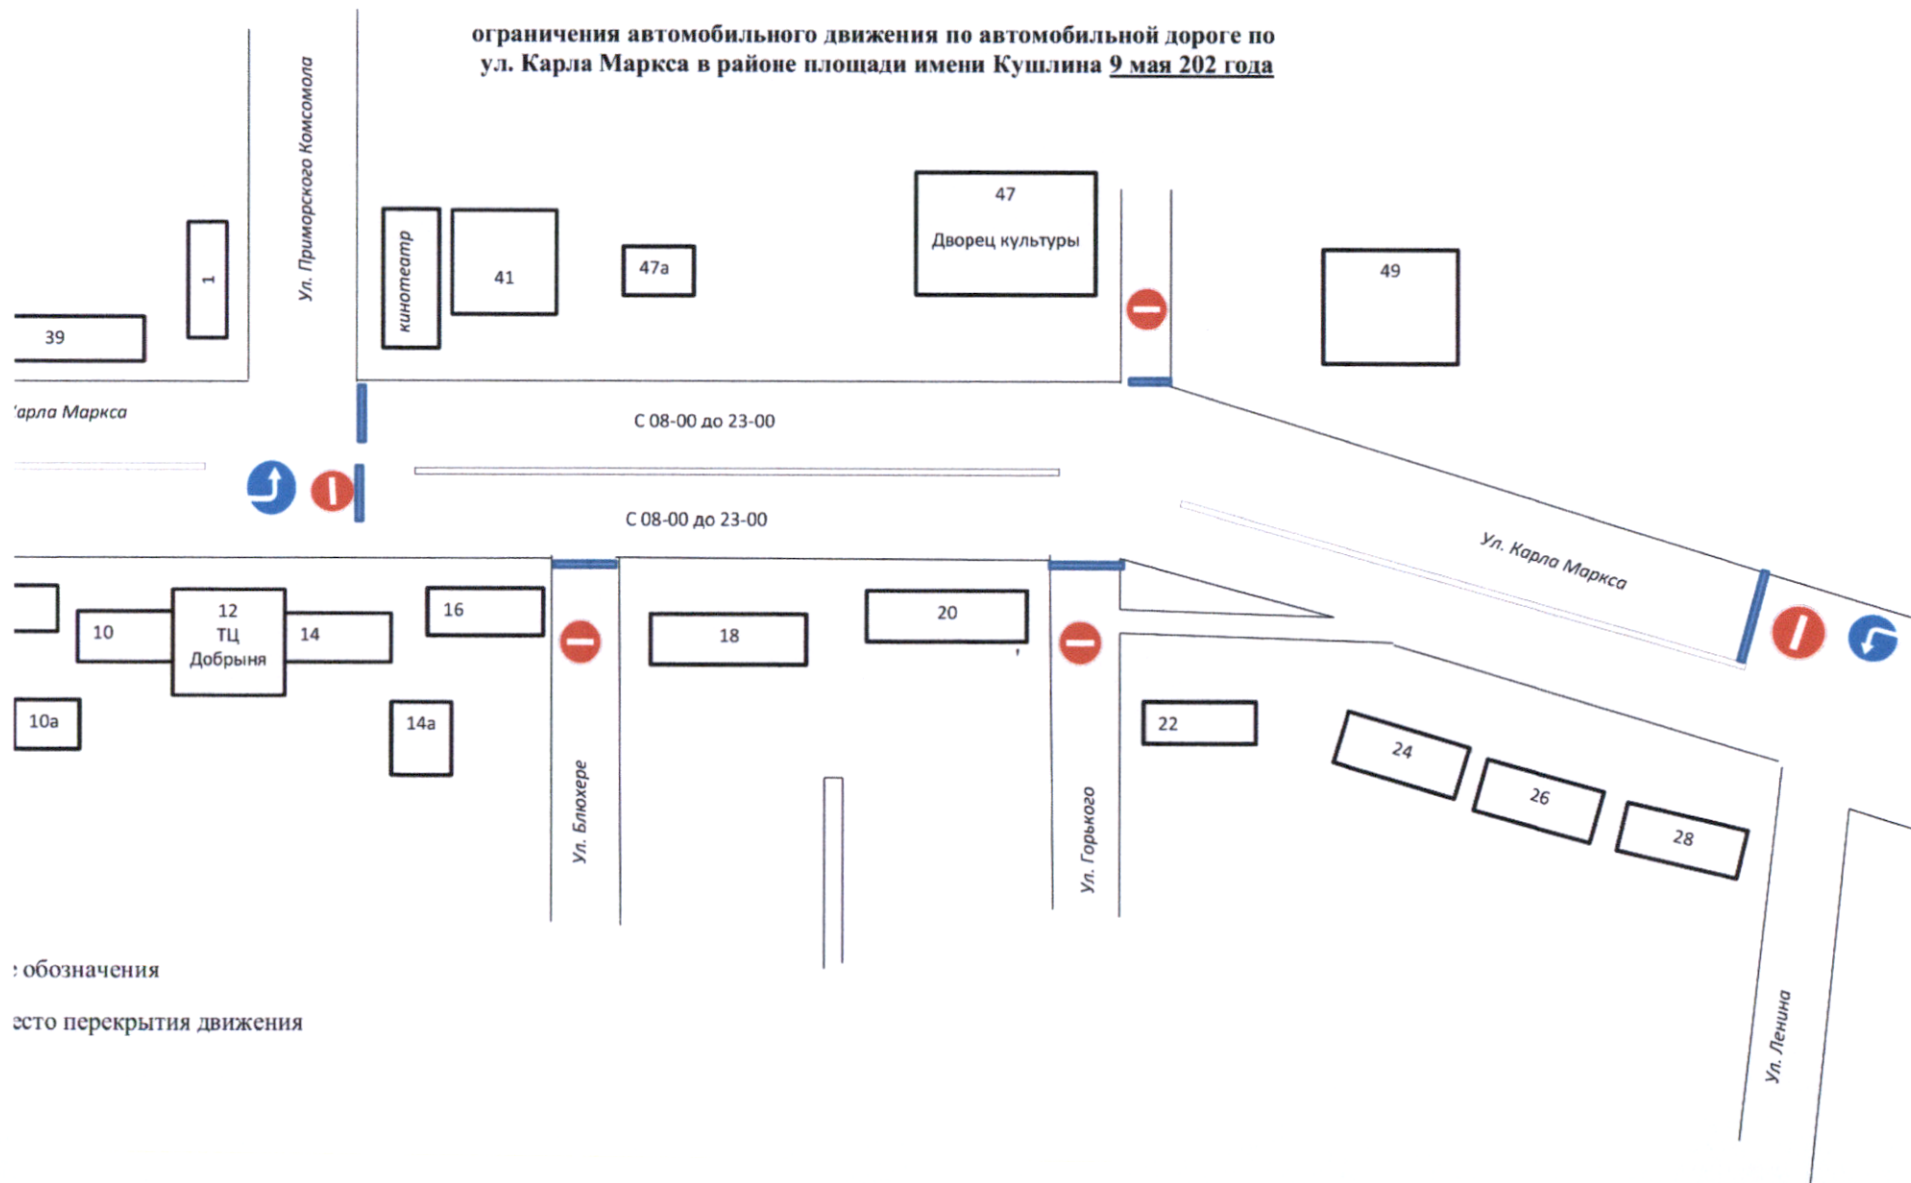 ограничения автомобильного движения по автомобильной дороге по
ул. Карла Маркса в районе площади имени Кушлина 9 мая 202 года
Ул. Приморского Комсомола
47
Дворец культуры
1
кинотеатр
41
47а
49
39
арла Маркса
С 08-00 до 23-00
С 08-00 до 23-00
Ул. Карла Маркса
10
12
ТЦ
Добрыня
14
16
18
20
10а
14а
22
24
26
28
Ул. Блюхере
Ул. Горького
обозначения
есто перекрытия движения
Ул. Ленина